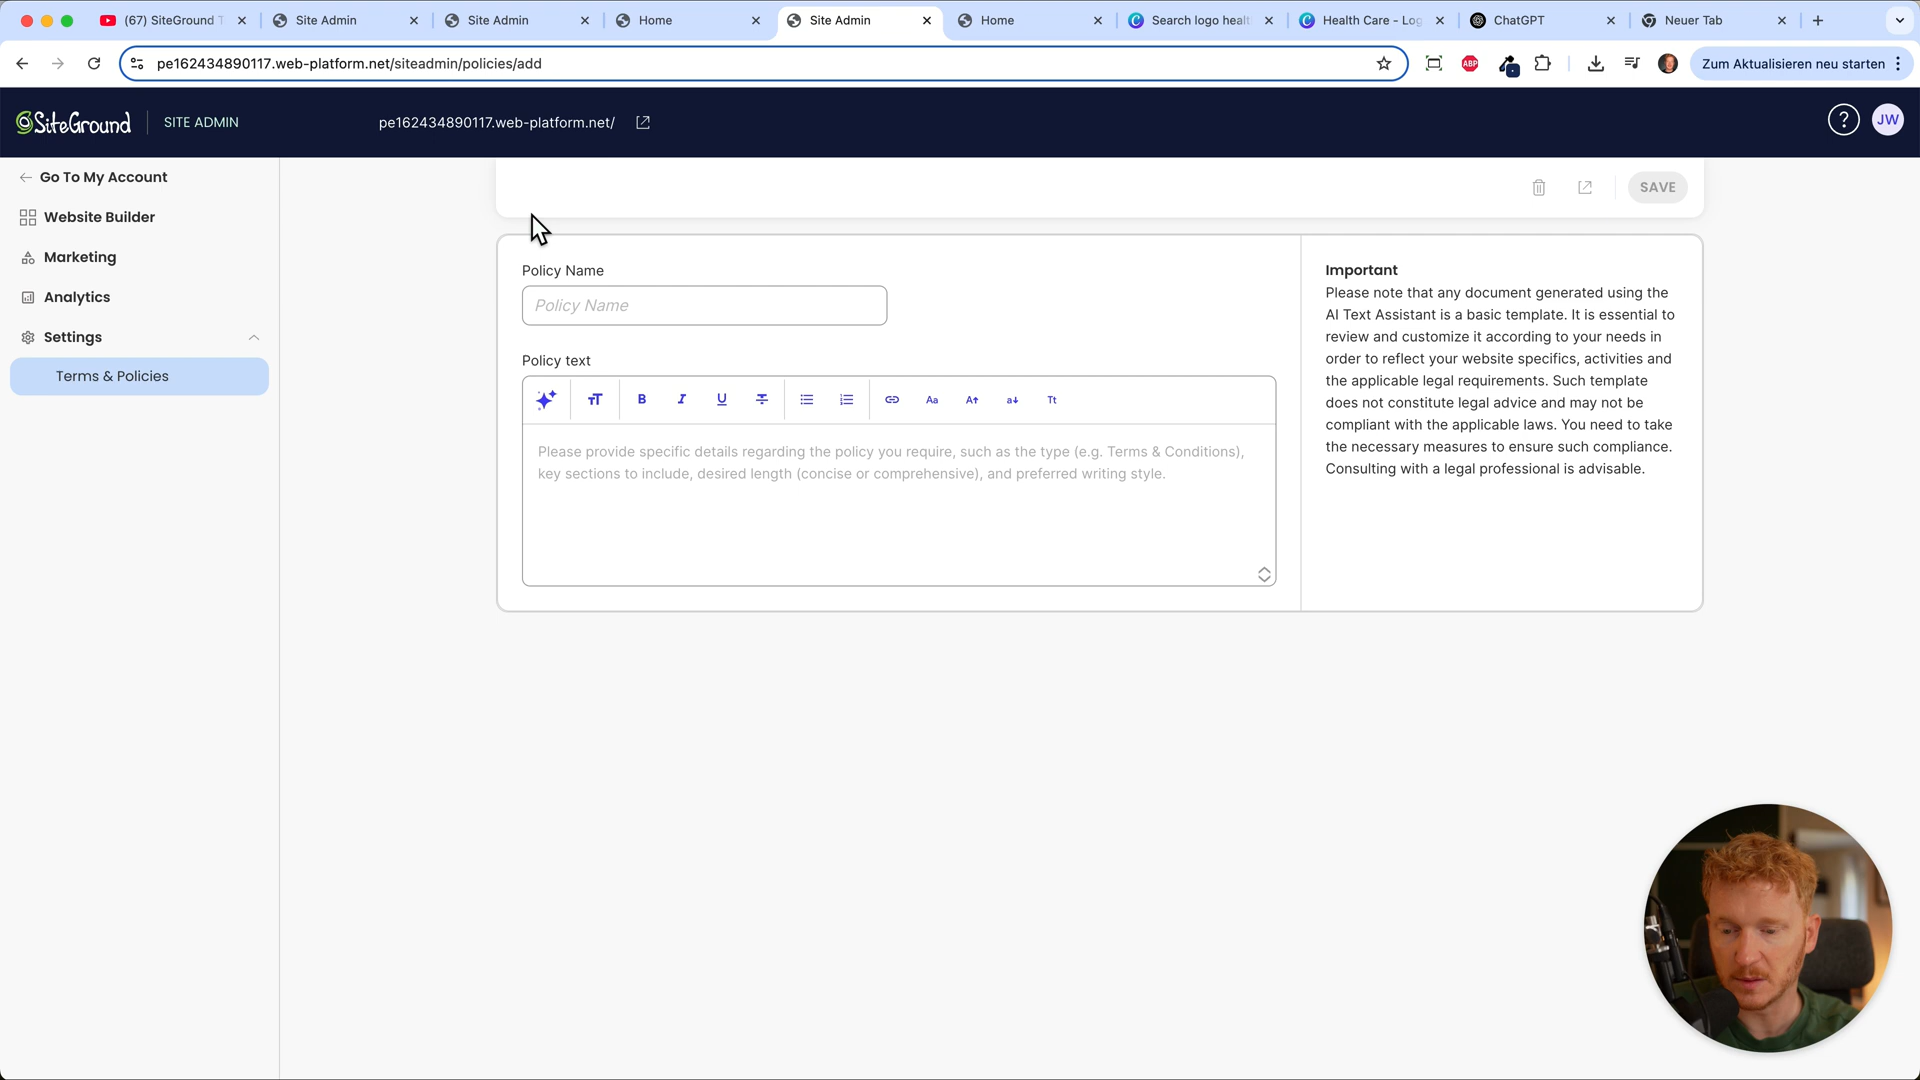 (67) SiteGround T
Site Admin
Site Admin
Home
Site Admin
Home
Search logo healt
Health Care - Log
ChatGPT
Neuer Tab
pe162434890117.web-platform.net/siteadmin/policies/add
ABP
Zum Aktualisieren neu starten
SiteGround
SITE ADMIN
pe162434890117.web-platform.net/
?
JW
Go To My Account
Website Builder
Marketing
Analytics
Settings
Terms & Policies
SAVE
Policy Name
Policy Name
Policy text
TT
B
I
U
Aa
A
a
Tt
Please provide specific details regarding the policy you require, such as the type (e.g. Terms & Conditions),
key sections to include, desired length (concise or comprehensive), and preferred writing style.
Important
Please note that any document generated using the
AI Text Assistant is a basic template. It is essential to
review and customize it according to your needs in
order to reflect your website specifics, activities and
the applicable legal requirements. Such template
does not constitute legal advice and may not be
compliant with the applicable laws. You need to take
the necessary measures to ensure such compliance.
Consulting with a legal professional is advisable.